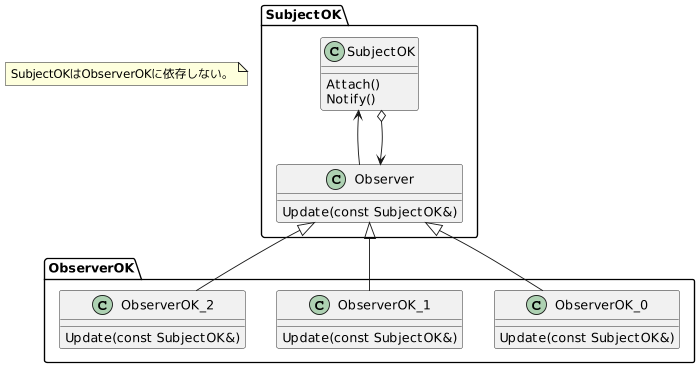 SubjectOK
C SubjectOK
Attach()
Notify()
SubjectOKはObserverOKに依存しない。
C Observer
Update(const SubjectOK&)
ObserverOK
C ObserverOK_2
Update(const SubjectOK&)
C ObserverOK_1
Update(const SubjectOK&)
C ObserverOK_0
Update(const SubjectOK&)